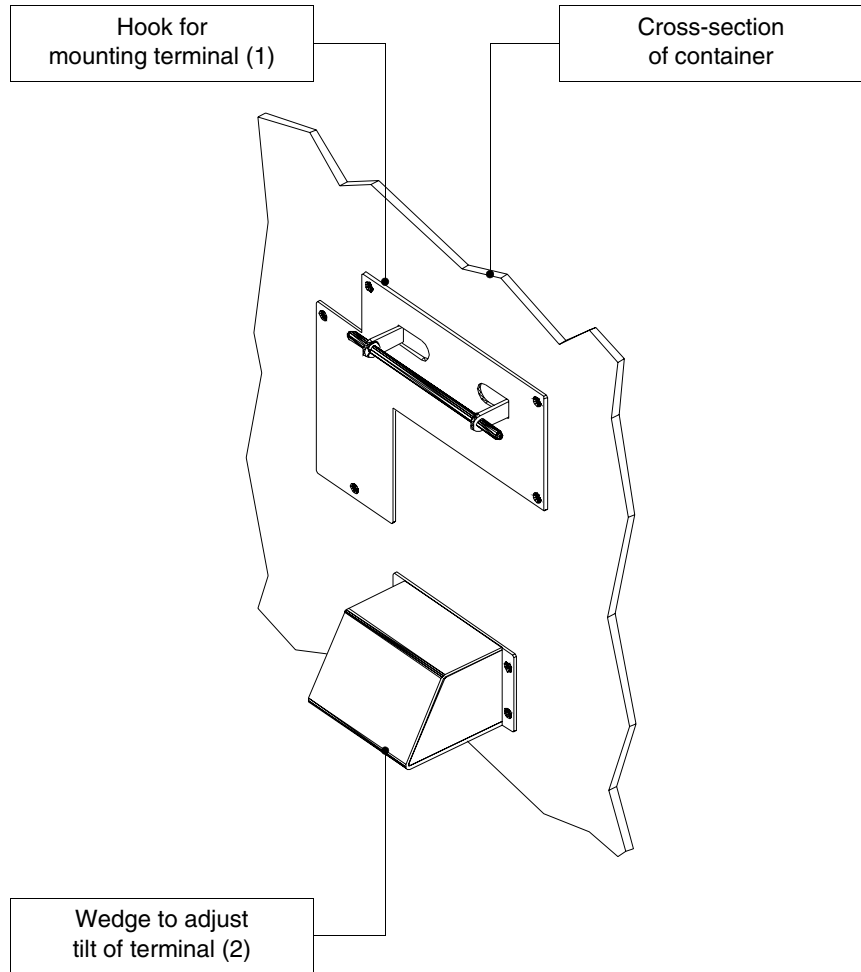 Hook for
mounting terminal (1)
Cross-section
of container
Wedge to adjust
tilt of terminal (2)